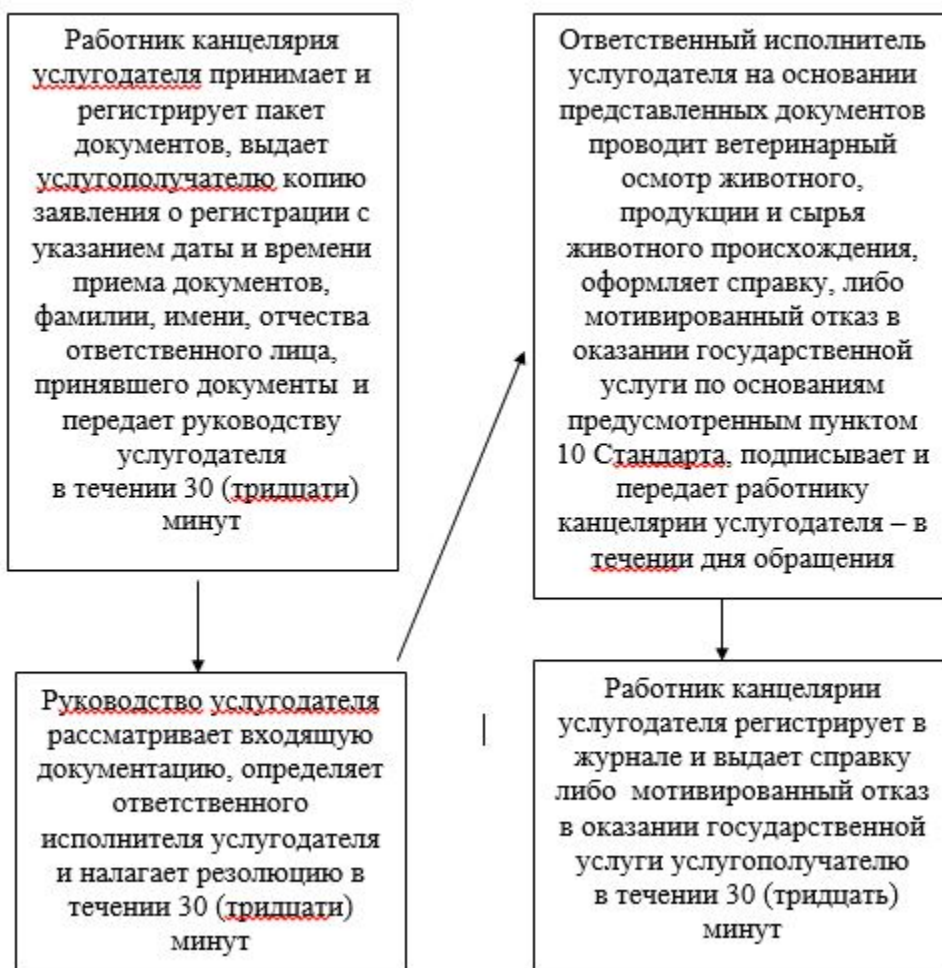 Работник канцелярия
услугодателя принимает и
регистрирует пакет
документов, выдает
услугополучателю копию
заявления о регистрации с
указанием даты и времени
приема документов,
фамилии, имени, отчества
ответственного лица,
принявшего документы  и
передает руководству
услугодателя
в течении 30 (тридцати)
минут
Руководство услугодателя
рассматривает входящую
документацию, определяет
ответственного
исполнителя услугодателя
и налагает резолюцию в
течении 30 (тридцати)
минут
Ответственный исполнитель
услугодателя на основании
представленных документов
проводит ветеринарный
осмотр животного,
продукции и сырья
животного происхождения,
оформляет справку, либо
мотивированный отказ в
оказании государственной
услуги по основаниям
предусмотренным пунктом
10 Стандарта, подписывает и
передает работнику
канцелярии услугодателя – в
течении дня обращения
Работник канцелярии
услугодателя регистрирует в
журнале и выдает справку
либо  мотивированный отказ
в оказании государственной
услуги услугополучателю
в течении 30 (тридцать)
минут